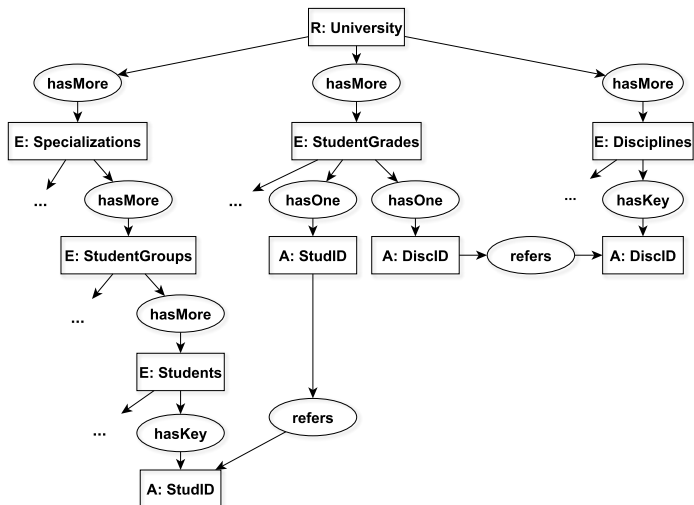 R: University
hasMore
hasMore
hasMore
E: Specializations
E: StudentGrades
E: Disciplines
...
hasMore
...
hasOne
hasOne
...
hasKey
E: StudentGroups
A: StudID
A: DiscID
refers
A: DiscID
...
hasMore
E: Students
...
hasKey
refers
A: StudID